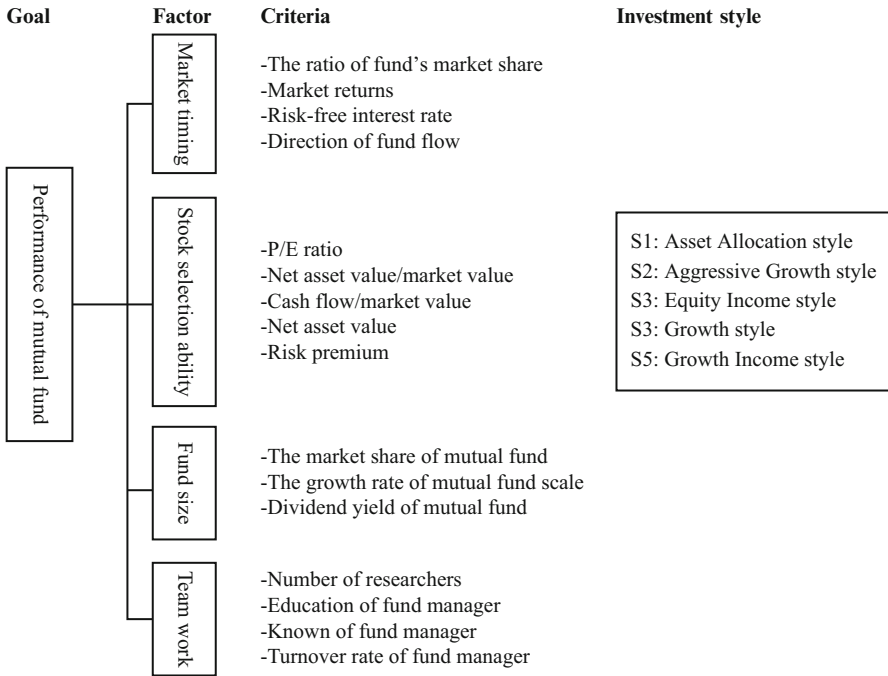 Goal Factor Criteria Investment style
Performance of mutual fund
Market timing
-The ratio of fund's market share
-Market returns
-Risk-free interest rate
-Direction of fund flow
Stock selection ability
-P/E ratio
-Net asset value/market value
-Cash flow/market value
-Net asset value
-Risk premium
Fund size
-The market share of mutual fund
-The growth rate of mutual fund scale
-Dividend yield of mutual fund
Team work
-Number of researchers
-Education of fund manager
-Known of fund manager
-Turnover rate of fund manager
S1: Asset Allocation style
S2: Aggressive Growth style
S3: Equity Income style
S3: Growth style
S5: Growth Income style